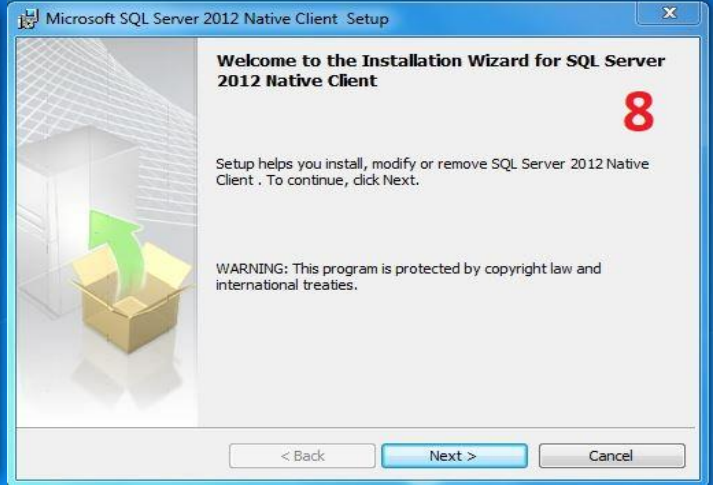 Microsoft SQL Server 2012 Native Client Setup
x
Welcome to the Installation Wizard for SQL Server
2012 Native Client
8
Setup helps you install, modify or remove SQL Server 2012 Native
Client . To continue, click Next.
WARNING: This program is protected by copyright law and
international treaties.
< Back Next > Cancel